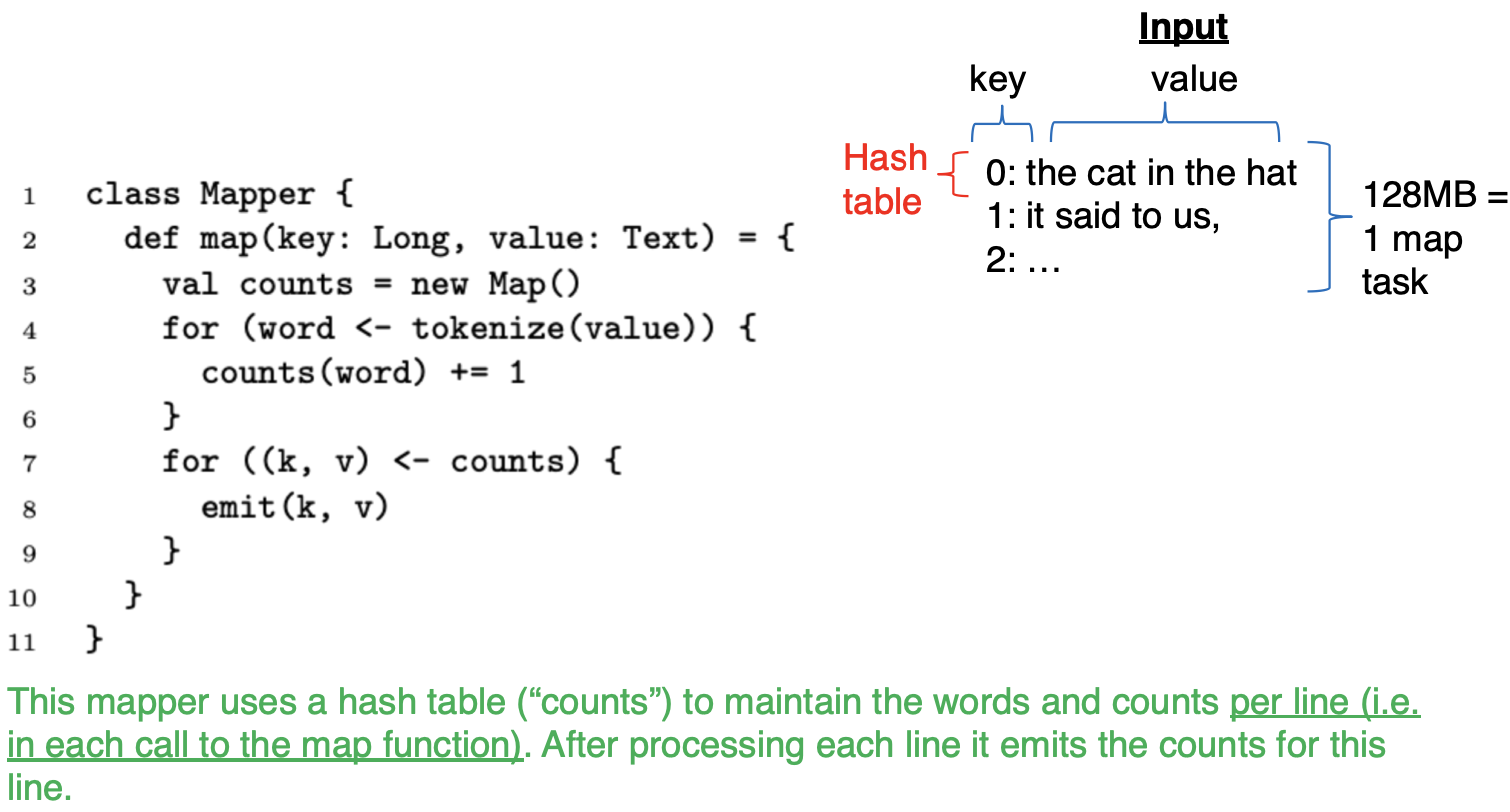 Input
key value
Hash
table
0: the cat in the hat
1: it said to us,
2: …
128MB =
1 map
task
1 class Mapper {
2 def map(key: Long, value: Text) = {
3 val counts = new Map()
4 for (word <- tokenize(value)) {
5 counts(word) += 1
6 }
7 for ((k, v) <- counts) {
8 emit(k, v)
9 }
10 }
11 }
This mapper uses a hash table (“counts”) to maintain the words and counts per line (i.e.
in each call to the map function). After processing each line it emits the counts for this
line.